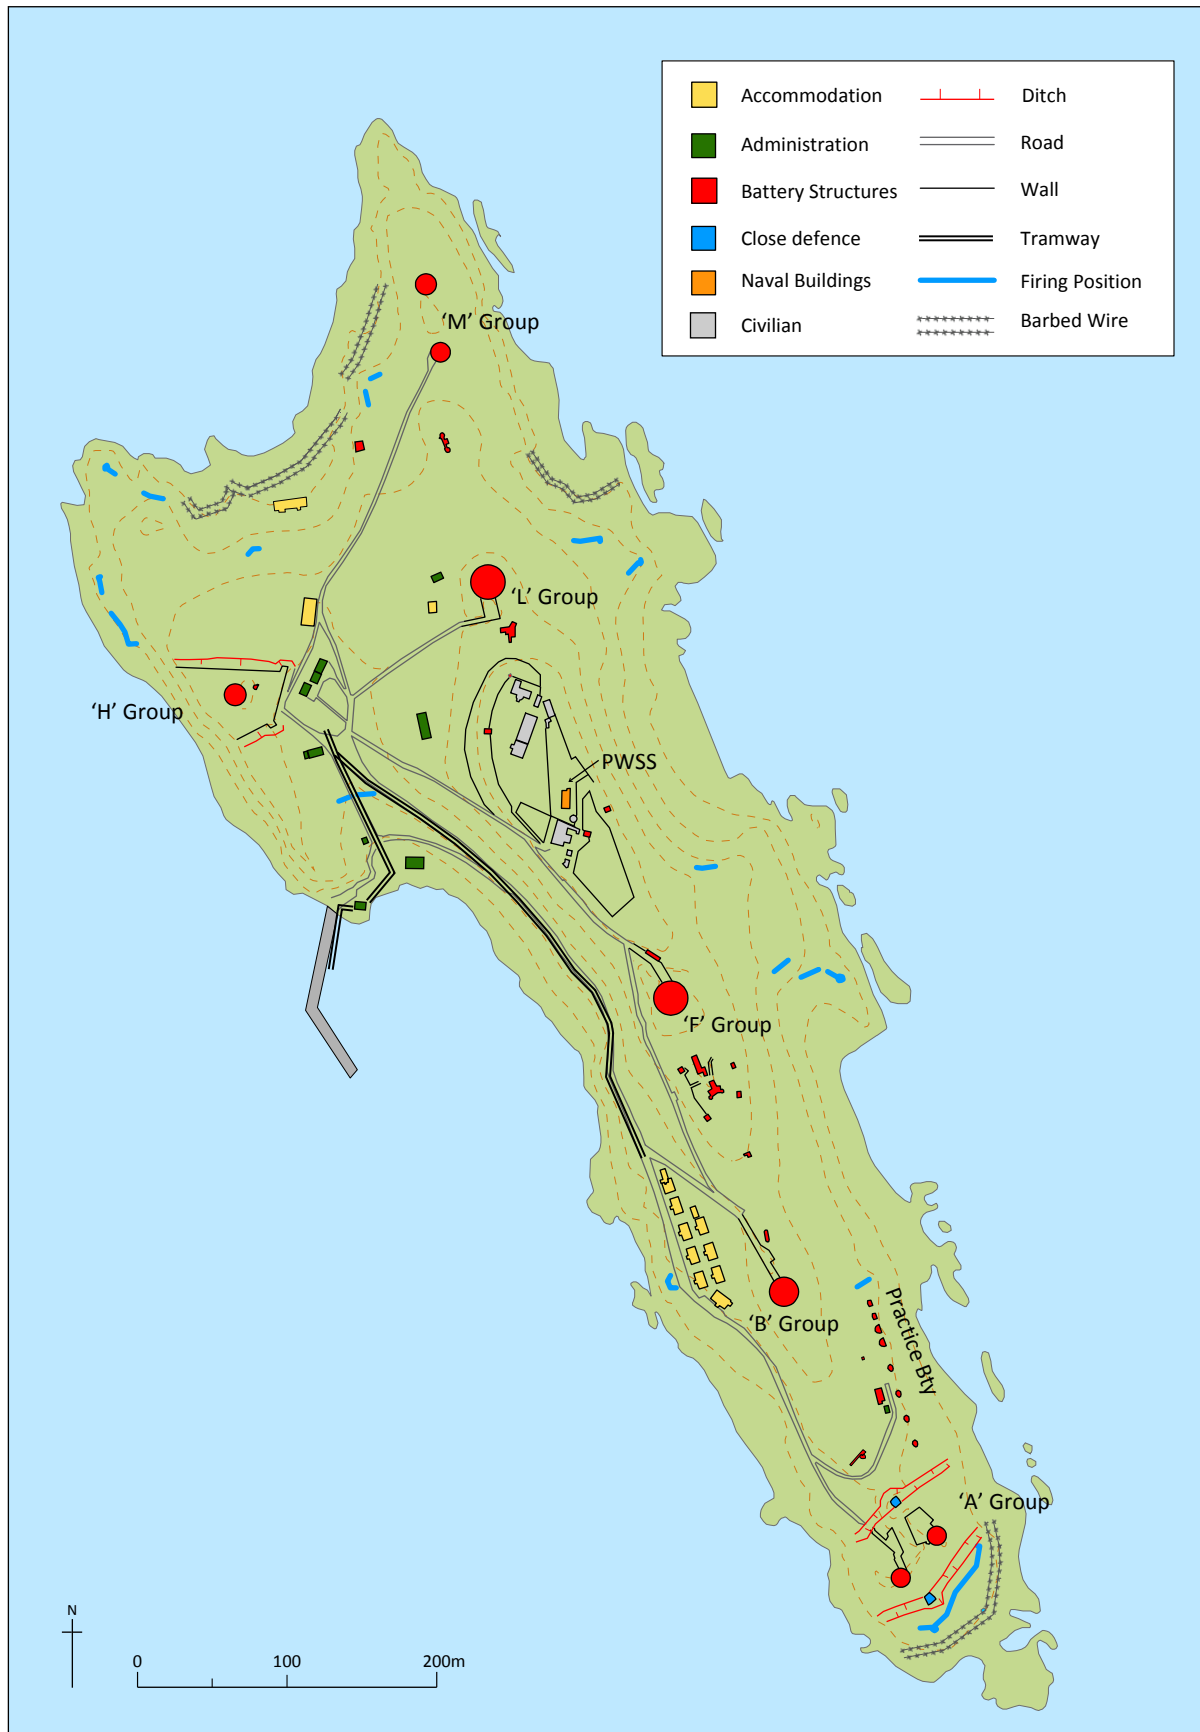 Accommodation
Administration
Battery Structures
Close defence
Naval Buildings
Civilian
Ditch
Road
Wall
Tramway
Firing Position
Barbed Wire
‘M’ Group
‘L’ Group
‘H’ Group
PWSS
‘F’ Group
‘B’ Group
Practice Bty
‘A’ Group
N
0 100 200m